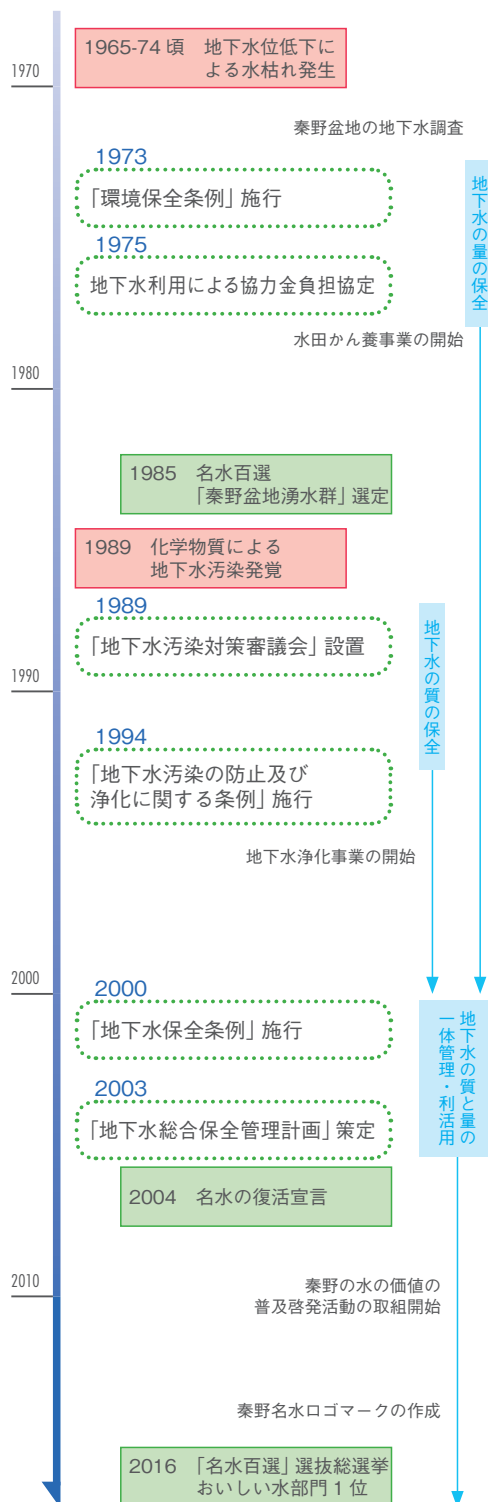 1965-74 頃 地下水位低下に
よる水枯れ発生
1970
秦野盆地の地下水調査
1973
「環境保全条例」施行
地下水の量の保全
1975
地下水利用による協力金負担協定
水田かん養事業の開始
1980
1985 名水百選
「秦野盆地湧水群」選定
1989 化学物質による
地下水汚染発覚
1989
「地下水汚染対策審議会」設置
地下水の質の保全
1990
1994
「地下水汚染の防止及び
浄化に関する条例」施行
地下水浄化事業の開始
2000
2000
「地下水保全条例」施行
地下水の質と量の
一体管理・利活用
2003
「地下水総合保全管理計画」策定
2004 名水の復活宣言
2010
秦野の水の価値の
普及啓発活動の取組開始
秦野名水ロゴマークの作成
2016 「名水百選」選抜総選挙
おいしい水部門 1 位